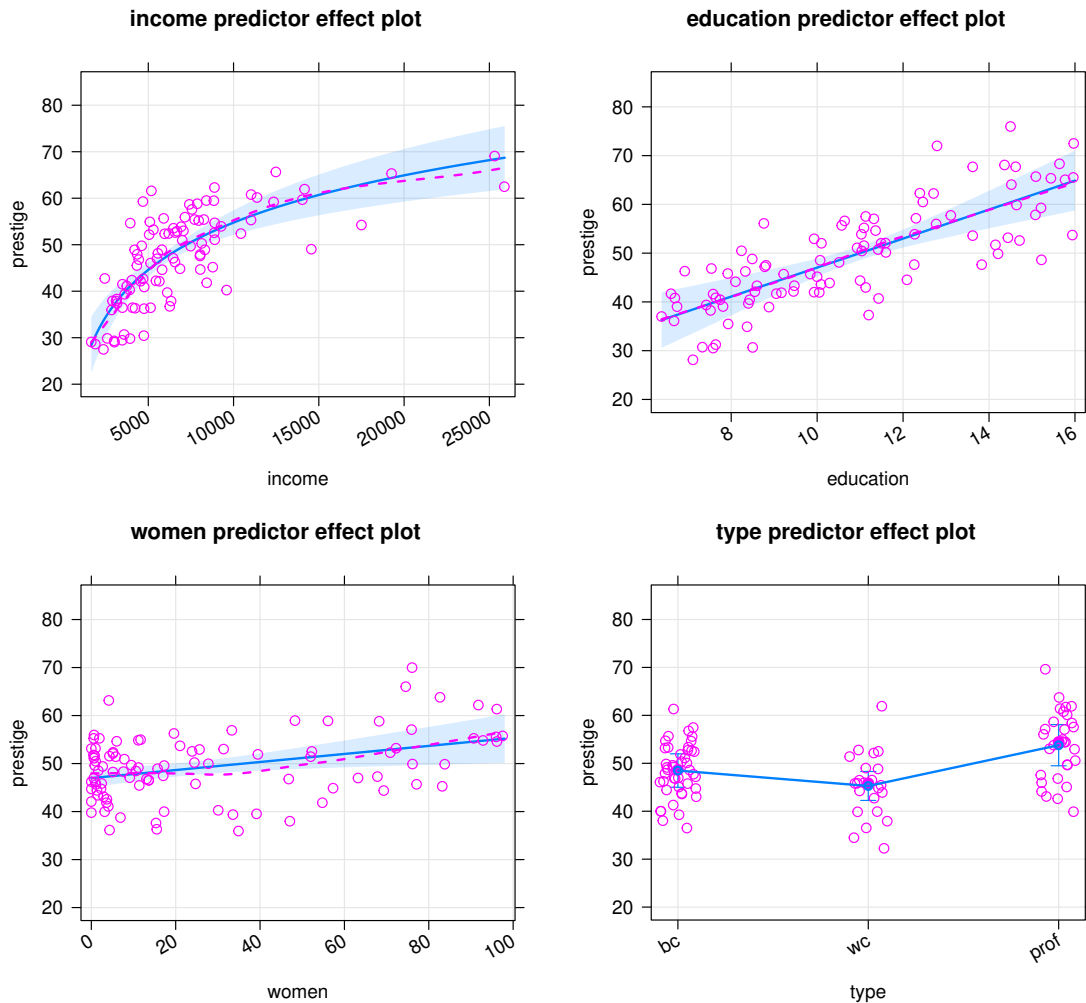 income predictor effect plot
prestige
80
70
60
50
40
30
20
5000
10000
15000
20000
25000
income
education predictor effect plot
prestige
80
70
60
50
40
30
20
8
10
12
14
16
education
women predictor effect plot
prestige
80
70
60
50
40
30
20
0
20
40
60
80
100
women
type predictor effect plot
prestige
80
70
60
50
40
30
20
bc
wc
prof
type